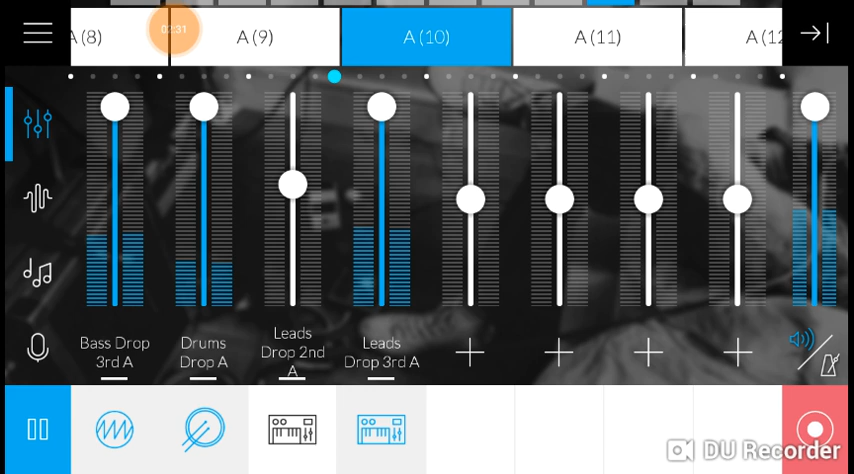 A (8)
A (9)
A (10)
A (11)
A (12
02:31
Bass Drop
3rd A
Drums
Drop A
Leads
Drop 2nd
A
Leads
Drop 3rd A
DU Recorder